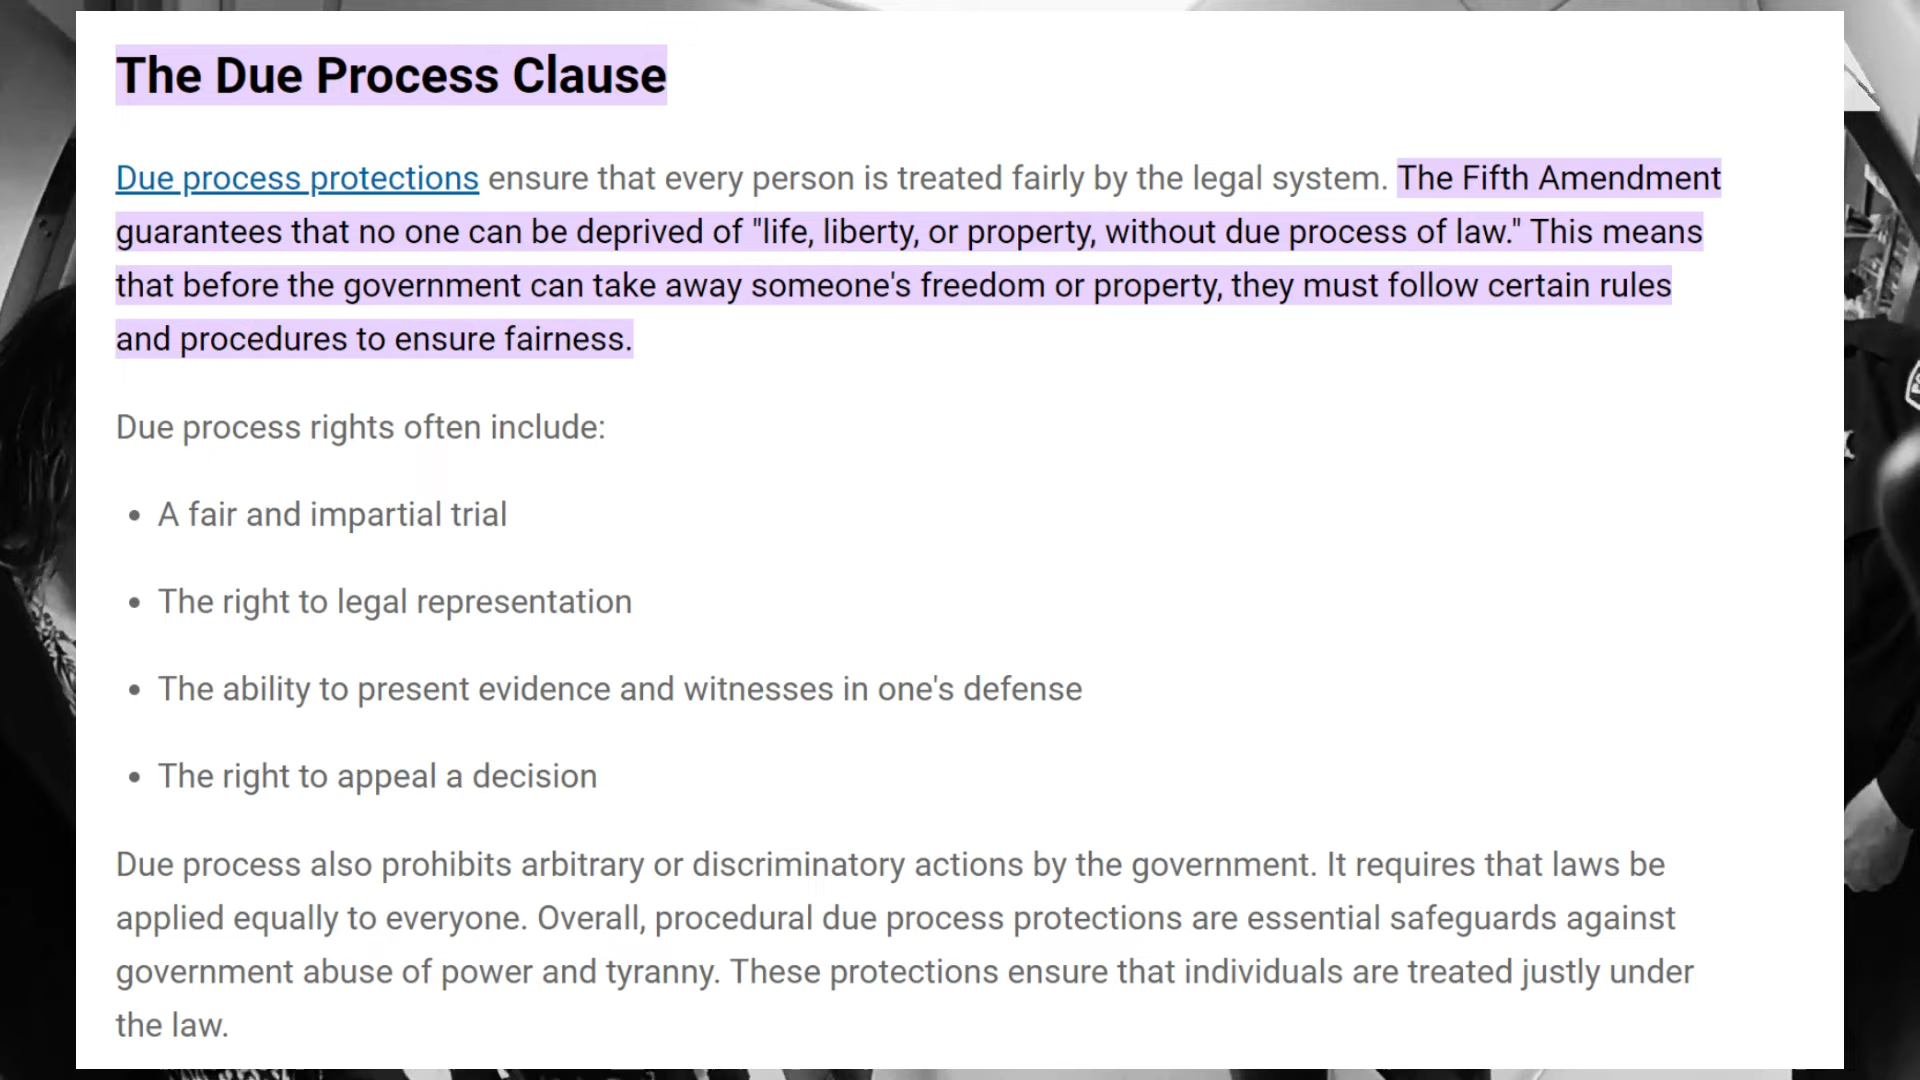 The Due Process Clause
Due process protections ensure that every person is treated fairly by the legal system. The Fifth Amendment
guarantees that no one can be deprived of "life, liberty, or property, without due process of law." This means
that before the government can take away someone's freedom or property, they must follow certain rules
and procedures to ensure fairness.
Due process rights often include:
• A fair and impartial trial
• The right to legal representation
• The ability to present evidence and witnesses in one's defense
• The right to appeal a decision
Due process also prohibits arbitrary or discriminatory actions by the government. It requires that laws be
applied equally to everyone. Overall, procedural due process protections are essential safeguards against
government abuse of power and tyranny. These protections ensure that individuals are treated justly under
the law.